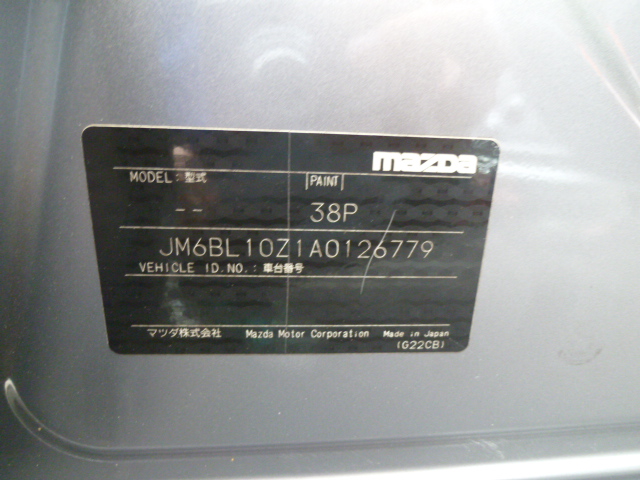 mazda
MODEL:型式 |PAINT|
-- 38P
JM6BL10Z1A0126779
VEHICLE ID.NO.:車台番号
マツダ株式会社 Mazda Motor Corporation Made in Japan
(G22CB)